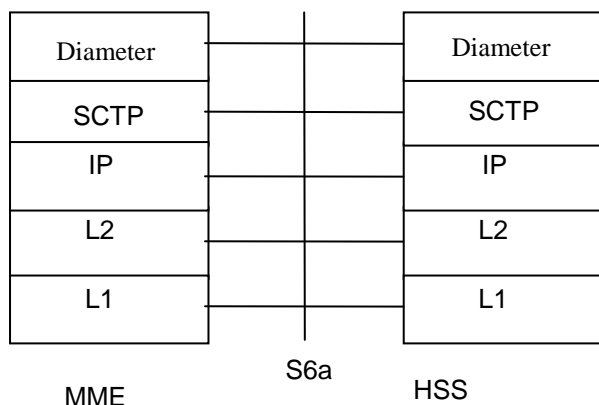 Diameter Diameter
SCTP SCTP
IP IP
L2 L2
L1 L1
S6a
MME HSS